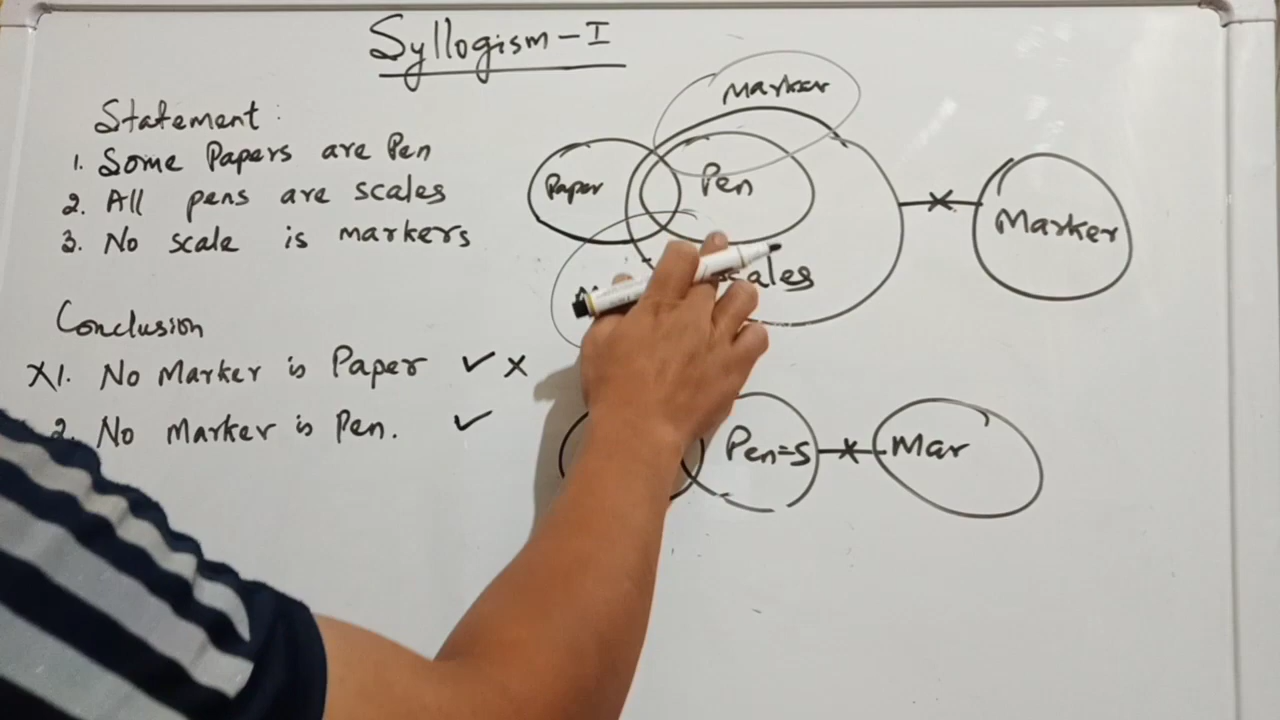 Syllogism-I
Statement:
1. Some Papers are Pen
2. All pens are scales
3. No scale is markers
Conclusion
X1. No Marker is Paper ✓ X
2. No Marker is Pen. ✓
Marker
Paper
Pen
Marker
scales
Pen=S
Mar